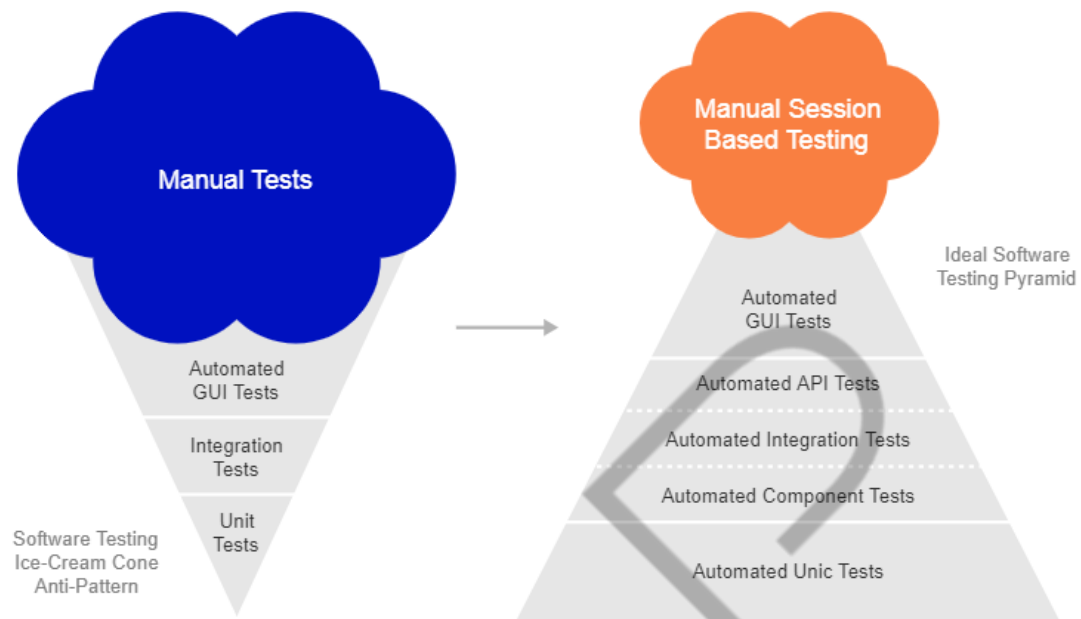 Manual Tests
Automated
GUI Tests
Integration
Tests
Unit
Tests
Software Testing
Ice-Cream Cone
Anti-Pattern
Manual Session
Based Testing
Ideal Software
Testing Pyramid
Automated
GUI Tests
Automated API Tests
Automated Integration Tests
Automated Component Tests
Automated Unic Tests